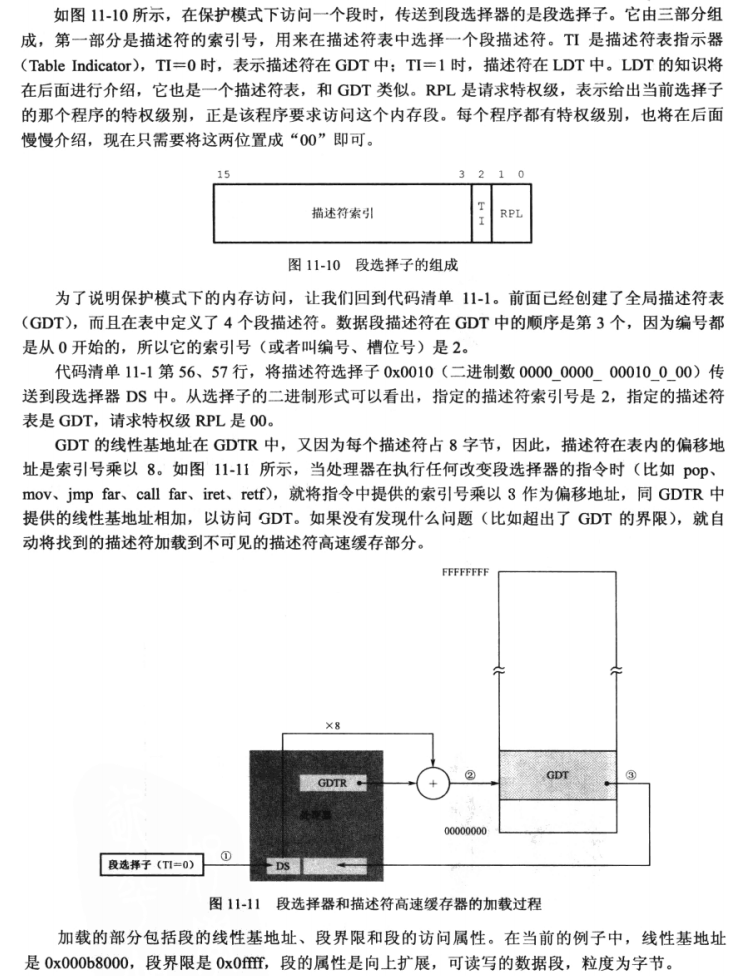 如图 11-10 所示，在保护模式下访问一个段时，传送到段选择器的是段选择子。它由三部分组
成，第一部分是描述符的索引号，用来在描述符表中选择一个段描述符。TI 是描述符表指示器
（Table Indicator），TI＝0 时，表示描述符在 GDT 中；TI＝1 时，描述符在 LDT 中。LDT 的知识将
在后面进行介绍，它也是一个描述符表，和 GDT 类似。RPL 是请求特权级，表示给出当前选择子
的那个程序的特权级别，正是该程序要求访问这个内存段。每个程序都有特权级别，也将在后面
慢慢介绍，现在只需要将这两位置成“00”即可。
15 3 2 1 0
描述符索引 TI RPL
图 11-10 段选择子的组成
为了说明保护模式下的内存访问，让我们回到代码清单 11-1。前面已经创建了全局描述符表
（GDT），而且在表中定义了 4 个段描述符。数据段描述符在 GDT 中的顺序是第 3 个，因为编号都
是从 0 开始的，所以它的索引号（或者叫编号、槽位号）是 2。
代码清单 11-1 第 56、57 行，将描述符选择子 0x0010（二进制数 0000_0000_ 00010_0_00）传
送到段选择器 DS 中。从选择子的二进制形式可以看出，指定的描述符索引号是 2，指定的描述符
表是 GDT，请求特权级 RPL 是 00。
GDT 的线性基地址在 GDTR 中，又因为每个描述符占 8 字节，因此，描述符在表内的偏移地
址是索引号乘以 8。如图 11-11 所示，当处理器在执行任何改变段选择器的指令时（比如 pop、
mov、jmp far、call far、iret、retf），就将指令中提供的索引号乘以 8 作为偏移地址，同 GDTR 中
提供的线性基地址相加，以访问 GDT。如果没有发现什么问题（比如超出了 GDT 的界限），就自
动将找到的描述符加载到不可见的描述符高速缓存部分。
FFFFFFFF
×8
GDTR
+
②
GDT
③
处理器
00000000
段选择子（TI＝0）
①
DS
图 11-11 段选择器和描述符高速缓存器的加载过程
加载的部分包括段的线性基地址、段界限和段的访问属性。在当前的例子中，线性基地址
是 0x000b8000，段界限是 0x0ffff，段的属性是向上扩展，可读写的数据段，粒度为字节。